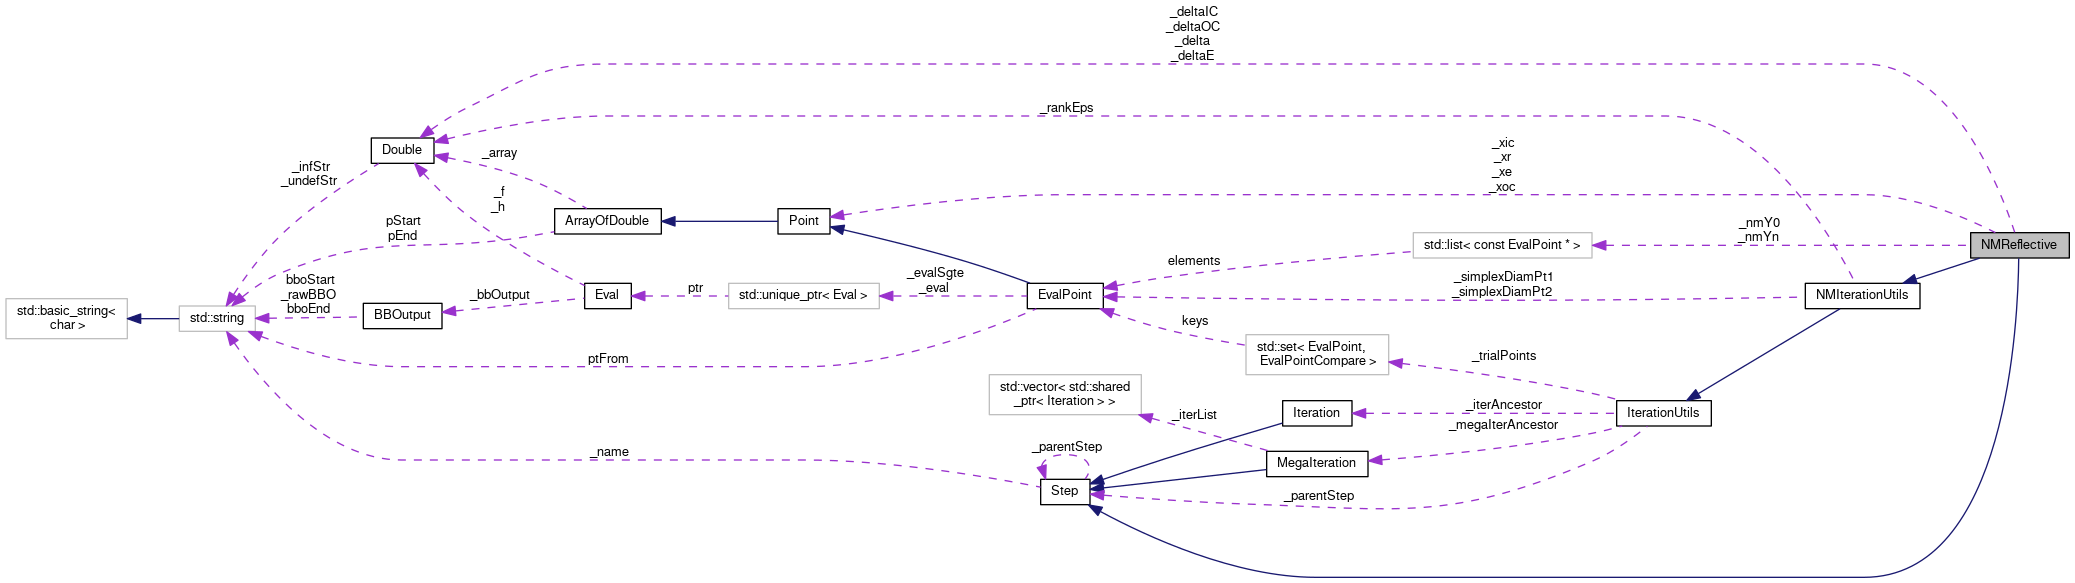 _deltaIC
_deltaOC
_delta
_deltaE
_rankEps
_xic
_xr
_xe
_xoc
Double
_array
_infStr
_undefStr
_f
_h
pStart
pEnd
ArrayOfDouble
Point
_nmY0
_nmYn
NMReflective
std::list< const EvalPoint * >
elements
_simplexDiamPt1
_simplexDiamPt2
NMIterationUtils
_evalSgte
_eval
EvalPoint
std::unique_ptr< Eval >
ptr
Eval
_bbOutput
bboStart
_rawBBO
bboEnd
BBOutput
std::string
std::basic_string<
char >
keys
std::set< EvalPoint,
EvalPointCompare >
_trialPoints
ptFrom
std::vector< std::shared
_ptr< Iteration > >
_iterList
Iteration
_iterAncestor
_megaIterAncestor
IterationUtils
_name
_parentStep
MegaIteration
Step
_parentStep